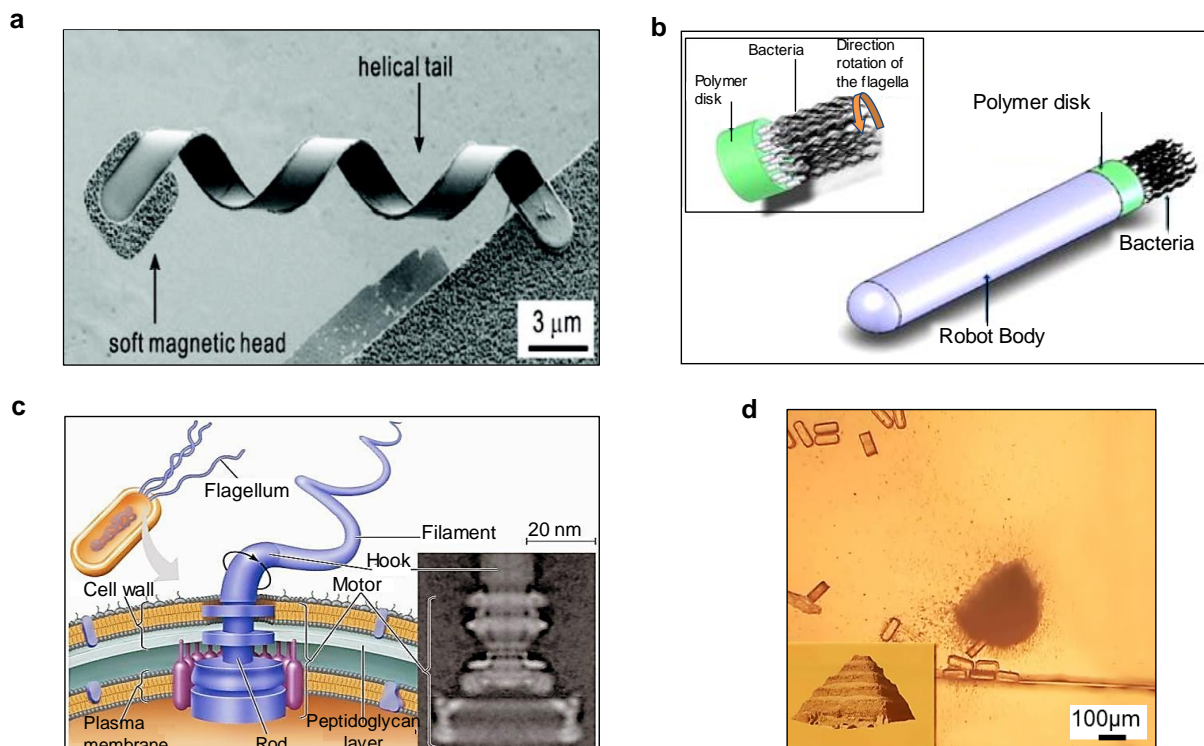 a
helical tail
soft magnetic head
3 µm
b
Bacteria
Direction
rotation of
the flagella
Polymer
disk
Polymer disk
Bacteria
Robot Body
c
Flagellum
Filament
20 nm
Hook
Motor
Cell wall
Plasma
membrane
Rod
Peptidoglycan
layer
d
100µm